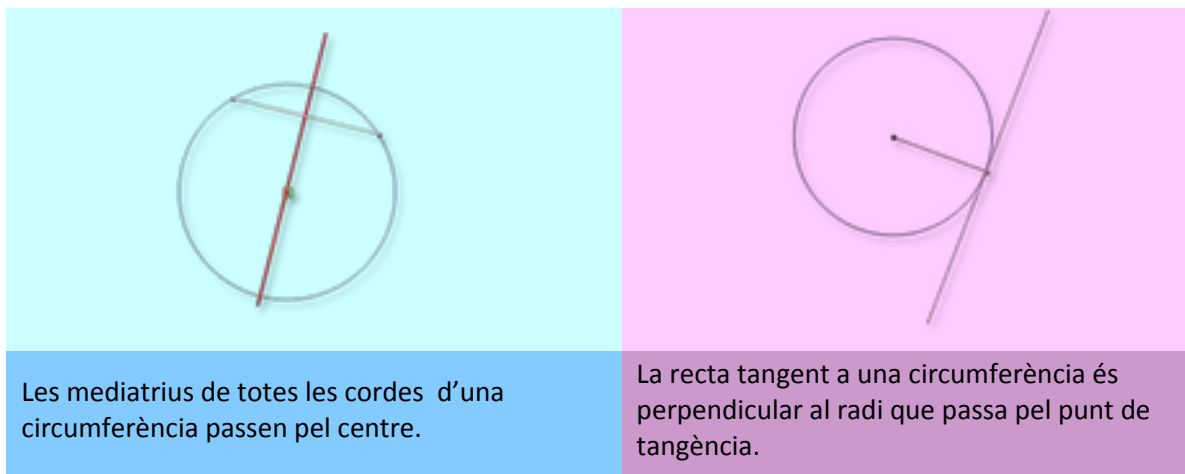 Les mediatrius de totes les cordes  d’una
circumferència passen pel centre.
La recta tangent a una circumferència és
perpendicular al radi que passa pel punt de
tangència.